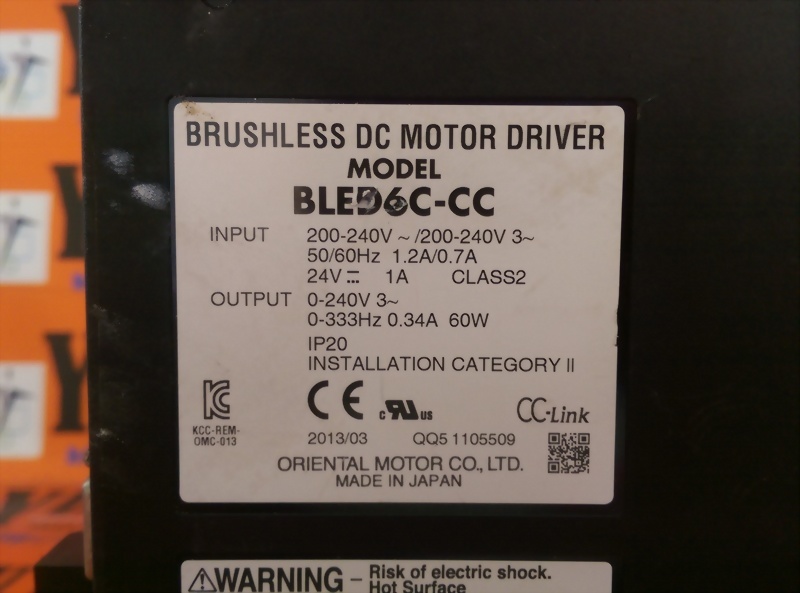 BRUSHLESS DC MOTOR DRIVER
MODEL
BLED6C-CC
INPUT 200-240V ~ /200-240V 3~
50/60Hz 1.2A/0.7A
24V⎓ 1A CLASS2
OUTPUT 0-240V 3~
0-333Hz 0.34A 60W
IP20
INSTALLATION CATEGORY II
KCC-REM-
OMC-013
CE c RU us CC-Link
2013/03 QQ5 1105509
ORIENTAL MOTOR CO., LTD.
MADE IN JAPAN
⚠WARNING – Risk of electric shock.
Hot Surface